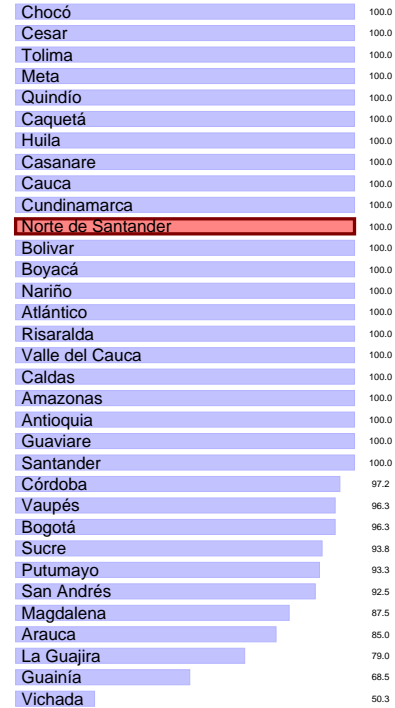 Chocó 100.0
Cesar 100.0
Tolima 100.0
Meta 100.0
Quindío 100.0
Caquetá 100.0
Huila 100.0
Casanare 100.0
Cauca 100.0
Cundinamarca 100.0
Norte de Santander 100.0
Bolivar 100.0
Boyacá 100.0
Nariño 100.0
Atlántico 100.0
Risaralda 100.0
Valle del Cauca 100.0
Caldas 100.0
Amazonas 100.0
Antioquia 100.0
Guaviare 100.0
Santander 100.0
Córdoba 97.2
Vaupés 96.3
Bogotá 96.3
Sucre 93.8
Putumayo 93.3
San Andrés 92.5
Magdalena 87.5
Arauca 85.0
La Guajira 79.0
Guainía 68.5
Vichada 50.3